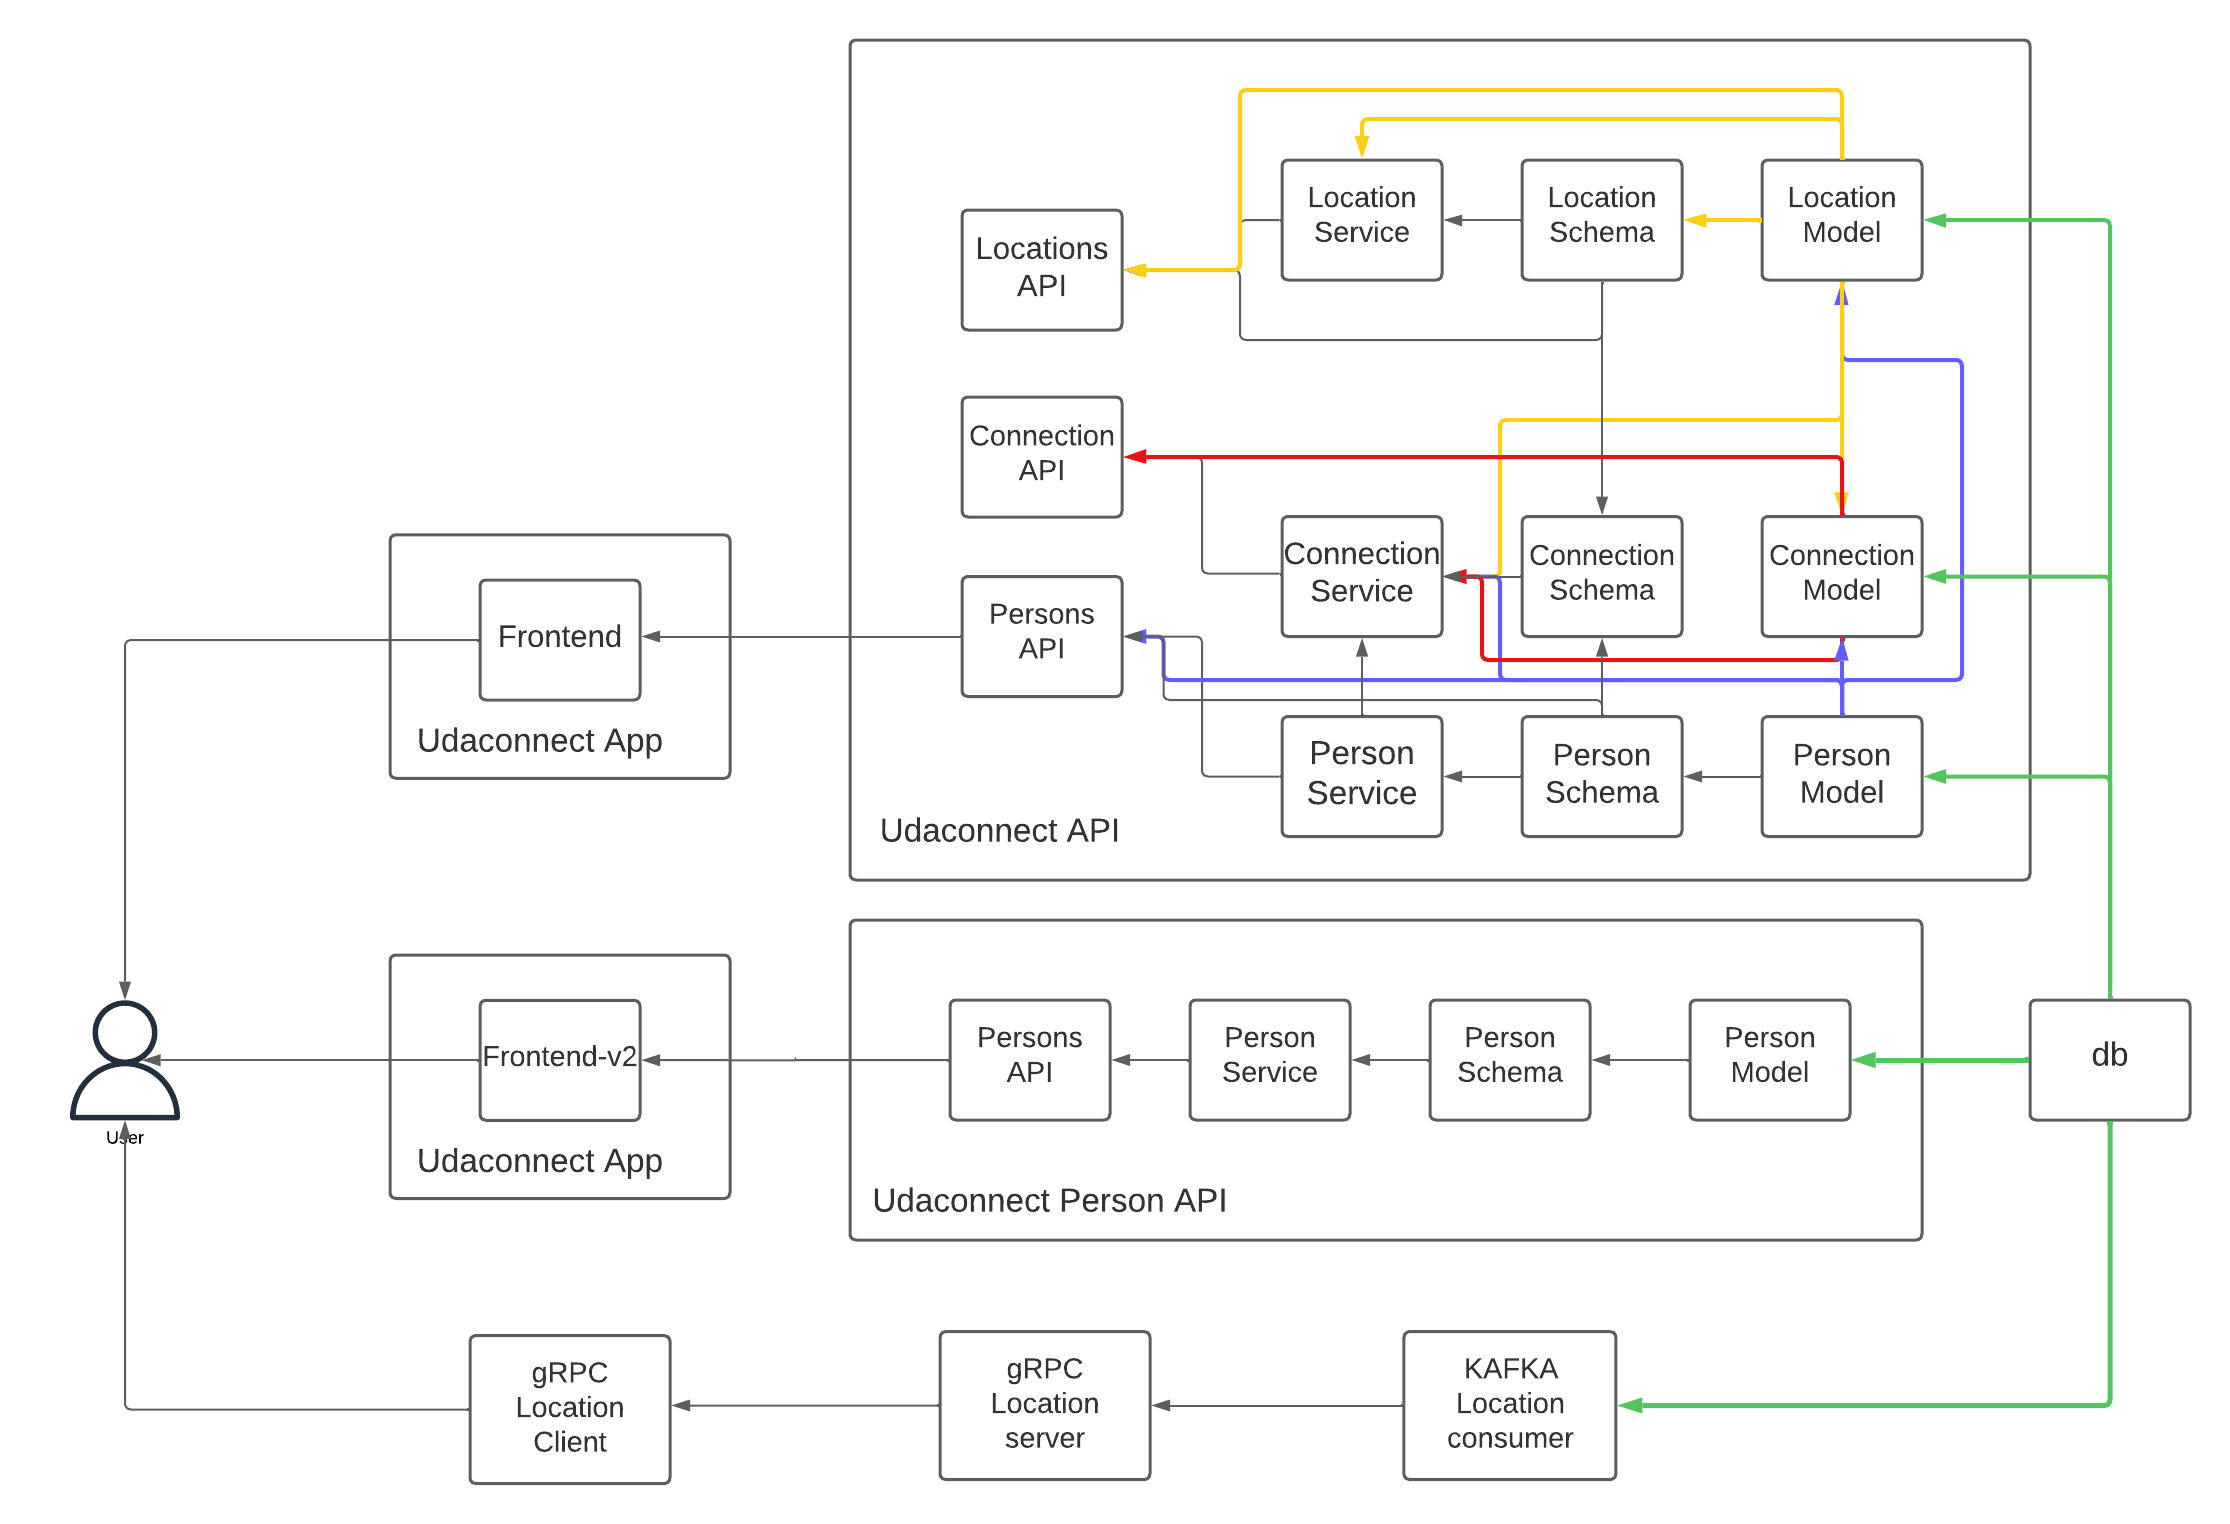 Location
Service
Location
Schema
Location
Model
Locations
API
Connection
API
Connection
Service
Connection
Schema
Connection
Model
Persons
API
Frontend
Udaconnect App
Person
Service
Person
Schema
Person
Model
Udaconnect API
User
Frontend-v2
Udaconnect App
Persons
API
Person
Service
Person
Schema
Person
Model
db
Udaconnect Person API
gRPC
Location
Client
gRPC
Location
server
KAFKA
Location
consumer